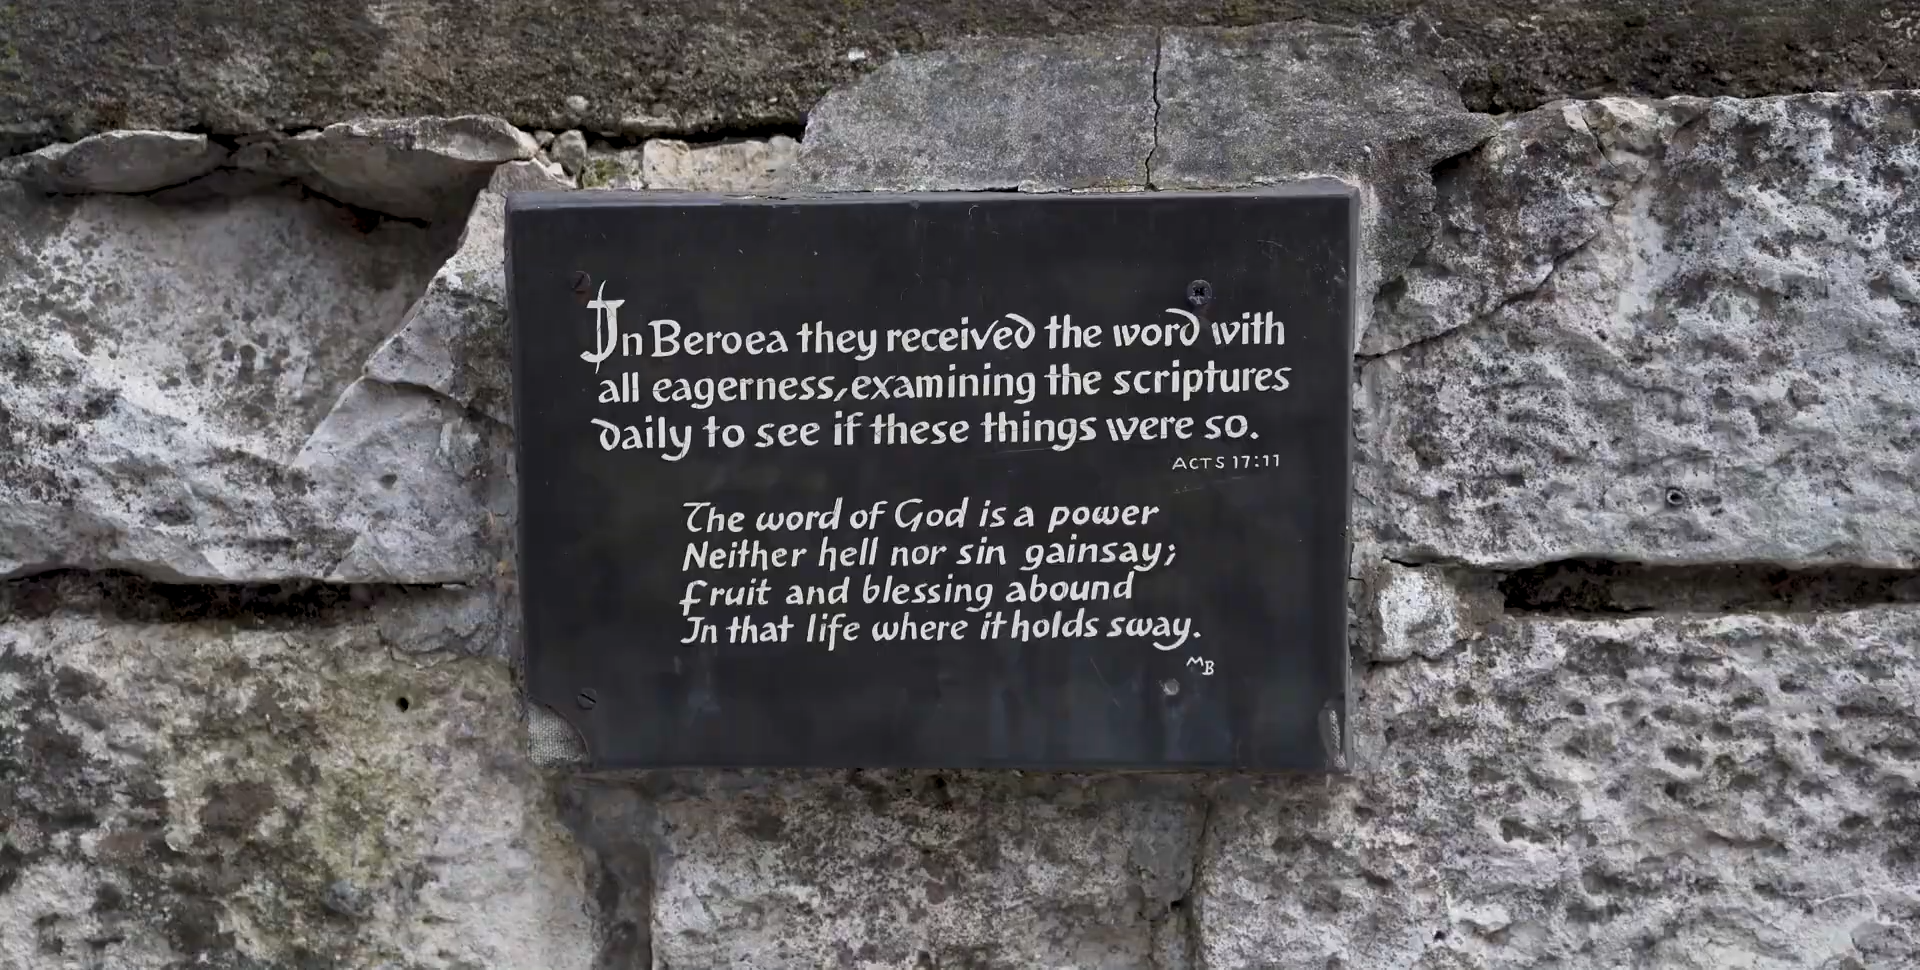 In Beroea they received the word with
all eagerness, examining the scriptures
daily to see if these things were so.
ACTS 17:11
The word of God is a power
Neither hell nor sin gainsay;
Fruit and blessing abound
In that life where it holds sway.
MB